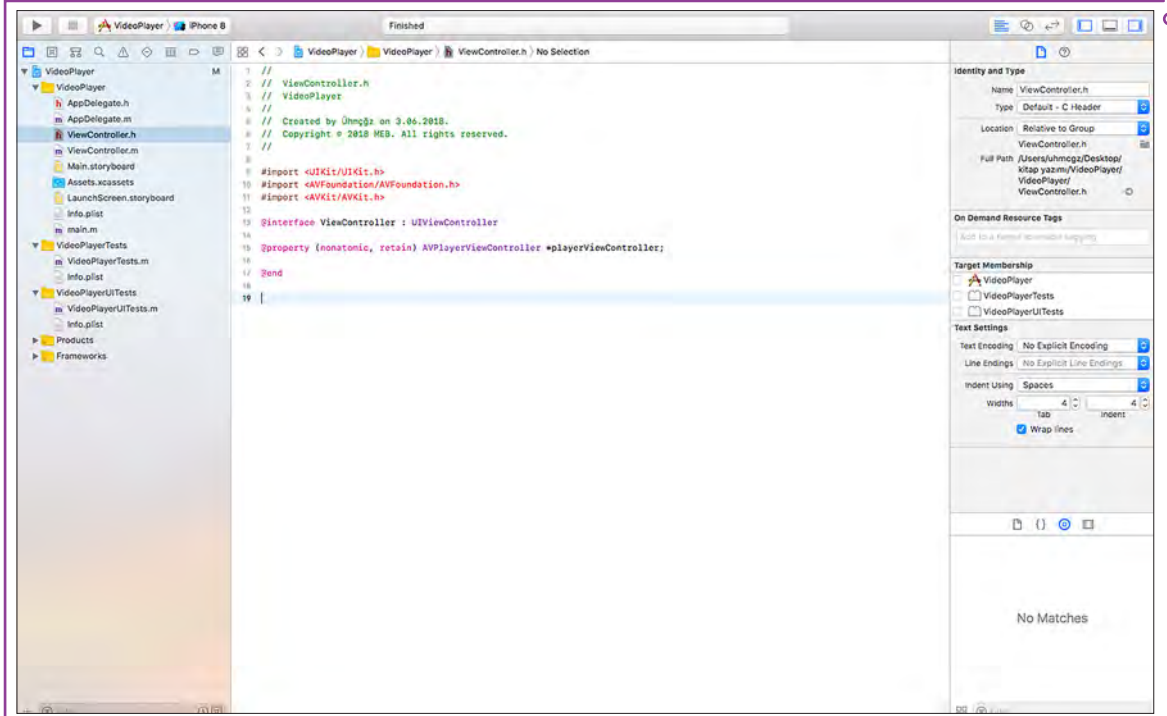 VideoPlayer 〉 iPhone 8
Finished
VideoPlayer 〉 VideoPlayer 〉 ViewController.h 〉 No Selection
VideoPlayer M
VideoPlayer
AppDelegate.h
AppDelegate.m
ViewController.h
ViewController.m
Main.storyboard
Assets.xcassets
LaunchScreen.storyboard
Info.plist
main.m
VideoPlayerTests
VideoPlayerTests.m
Info.plist
VideoPlayerUITests
VideoPlayerUITests.m
Info.plist
Products
Frameworks
1 //
2 // ViewController.h
3 // VideoPlayer
4 //
5 // Created by Ühmçğz on 3.06.2018.
6 // Copyright © 2018 MEB. All rights reserved.
7 //
8
9 #import <UIKit/UIKit.h>
10 #import <AVFoundation/AVFoundation.h>
11 #import <AVKit/AVKit.h>
12
13 @interface ViewController : UIViewController
14
15 @property (nonatomic, retain) AVPlayerViewController *playerViewController;
16
17 @end
18
19
Identity and Type
Name ViewController.h
Type Default - C Header
Location Relative to Group
ViewController.h
Full Path /Users/uhmcgz/Desktop/
kitap yazımı/VideoPlayer/
VideoPlayer/
ViewController.h
On Demand Resource Tags
Target Membership
VideoPlayer
VideoPlayerTests
VideoPlayerUITests
Text Settings
Text Encoding No Explicit Encoding
Line Endings No Explicit Line Endings
Indent Using Spaces
Widths 4 4
Tab Indent
Wrap lines
No Matches